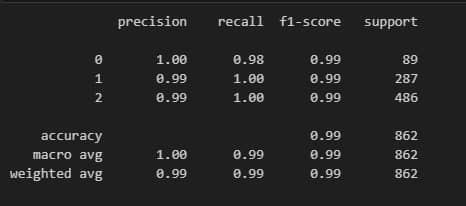 precision recall f1-score support
0 1.00 0.98 0.99 89
1 0.99 1.00 0.99 287
2 0.99 1.00 0.99 486
accuracy 0.99 862
macro avg 1.00 0.99 0.99 862
weighted avg 0.99 0.99 0.99 862